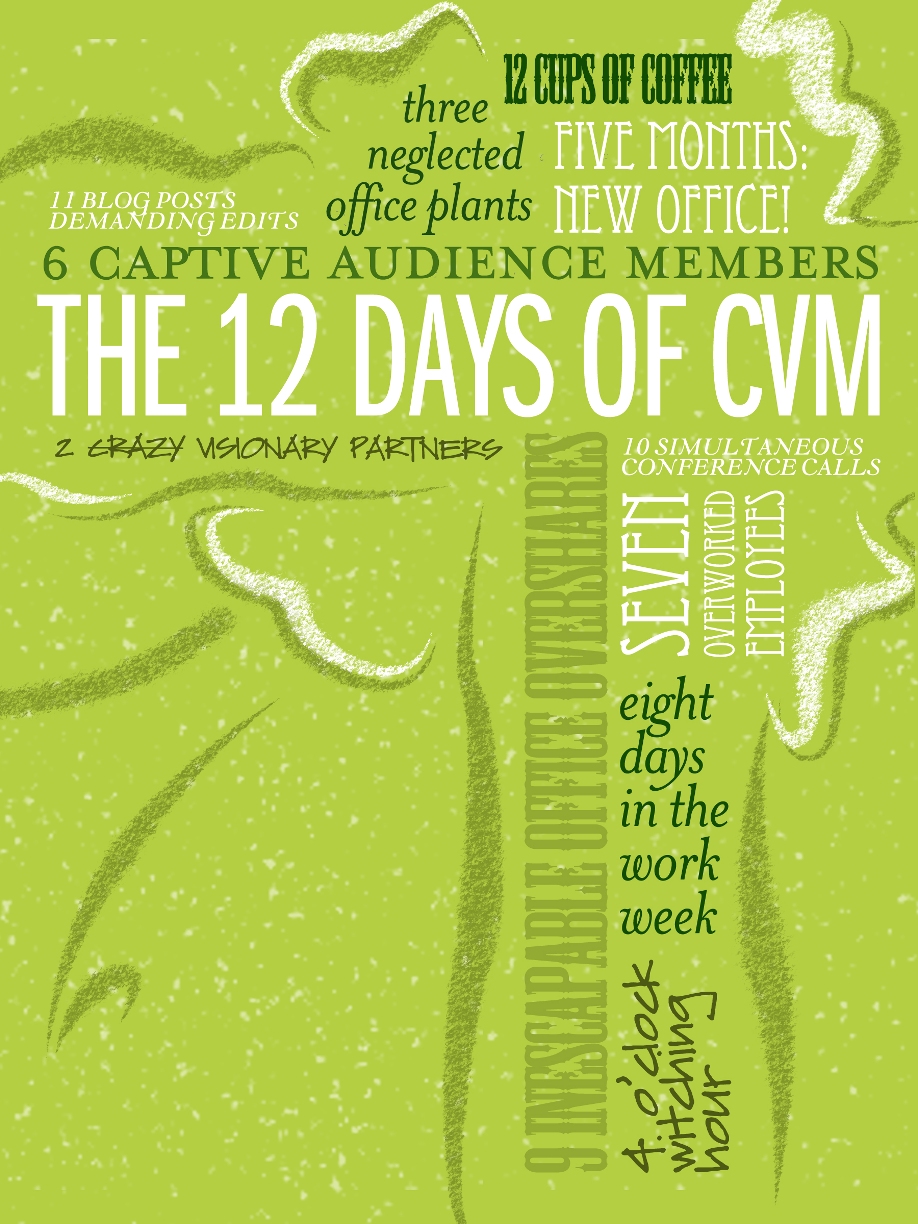 12 CUPS OF COFFEE
three
neglected
office plants
FIVE MONTHS:
NEW OFFICE!
11 BLOG POSTS
DEMANDING EDITS
6 CAPTIVE AUDIENCE MEMBERS
THE 12 DAYS OF CVM
2 CRAZY VISIONARY PARTNERS
9 INESCAPABLE OFFICE OVERSHARES
10 SIMULTANEOUS
CONFERENCE CALLS
SEVEN
OVERWORKED
EMPLOYEES
eight
days
in the
work
week
4 o'clock
witching
hour